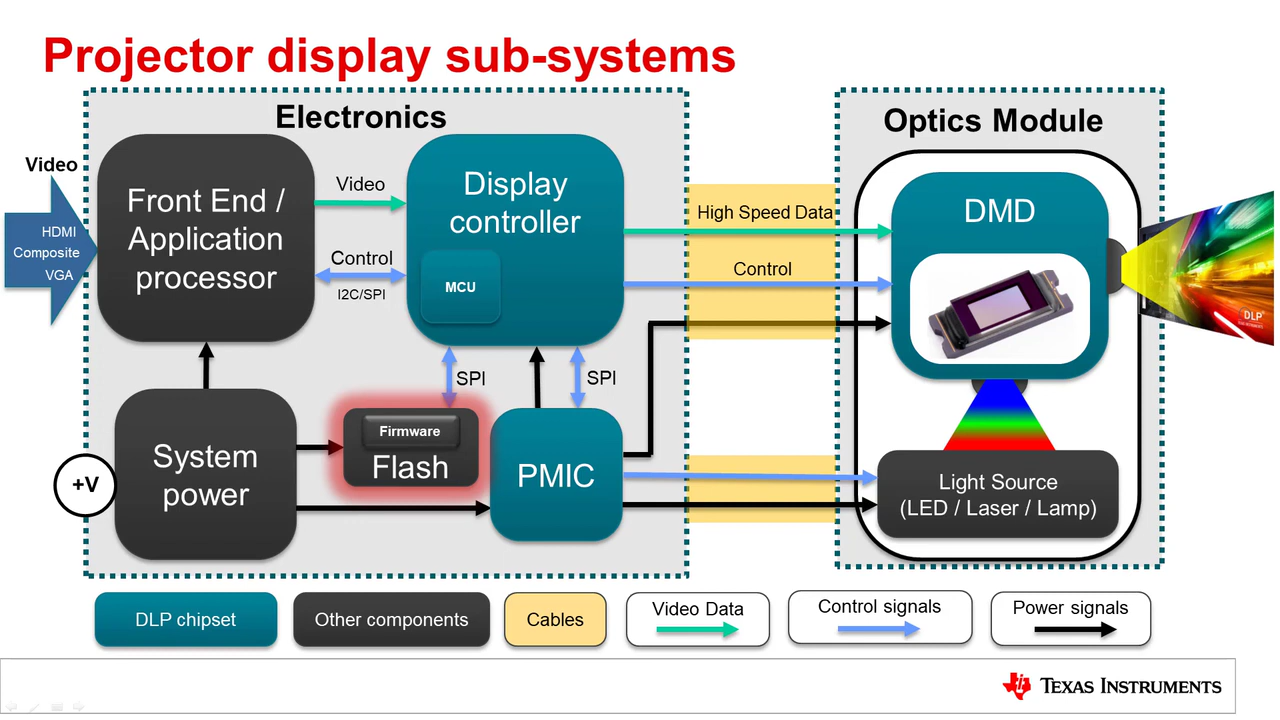 Projector display sub-systems
Electronics
Optics Module
Video
HDMI
Composite
VGA
Front End /
Application
processor
Video
Control
I2C/SPI
Display
controller
MCU
High Speed Data
Control
DMD
DLP
SPI
SPI
System
power
+V
Firmware
Flash
PMIC
Light Source
(LED / Laser / Lamp)
DLP chipset
Other components
Cables
Video Data
Control signals
Power signals
TEXAS INSTRUMENTS